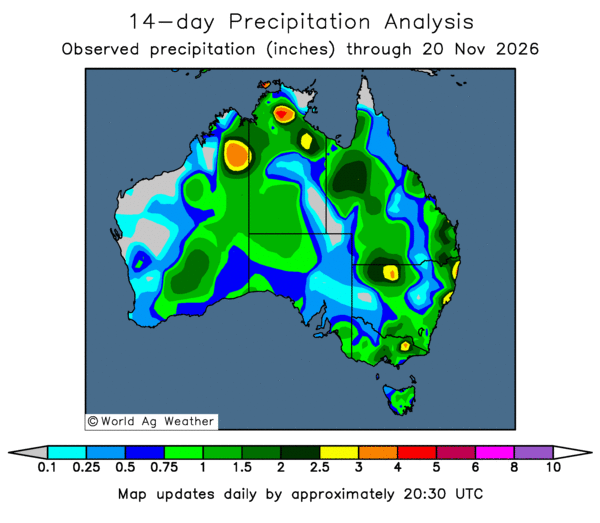 14-day Precipitation Analysis
Observed precipitation (inches) through 20 Nov 2026
©World Ag Weather
0.1 0.25 0.5 0.75 1 1.5 2 2.5 3 4 5 6 8 10
Map updates daily by approximately 20:30 UTC